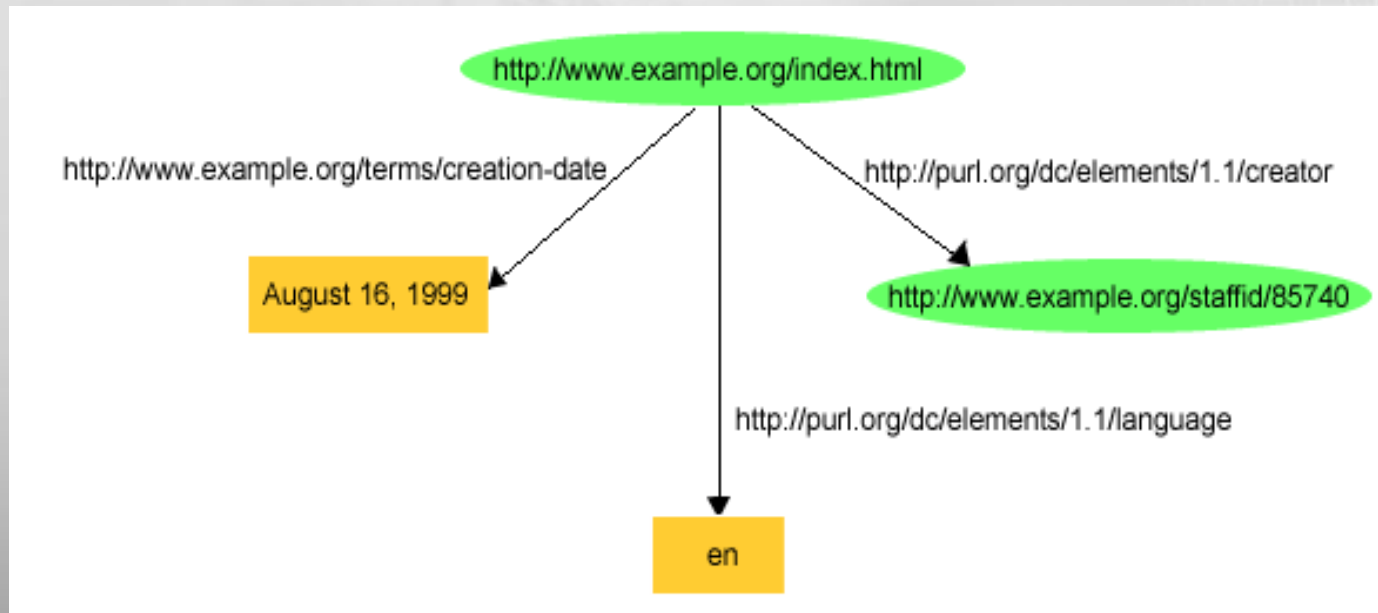 http://www.example.org/index.html
http://www.example.org/terms/creation-date
http://purl.org/dc/elements/1.1/creator
August 16, 1999
http://www.example.org/staffid/85740
http://purl.org/dc/elements/1.1/language
en